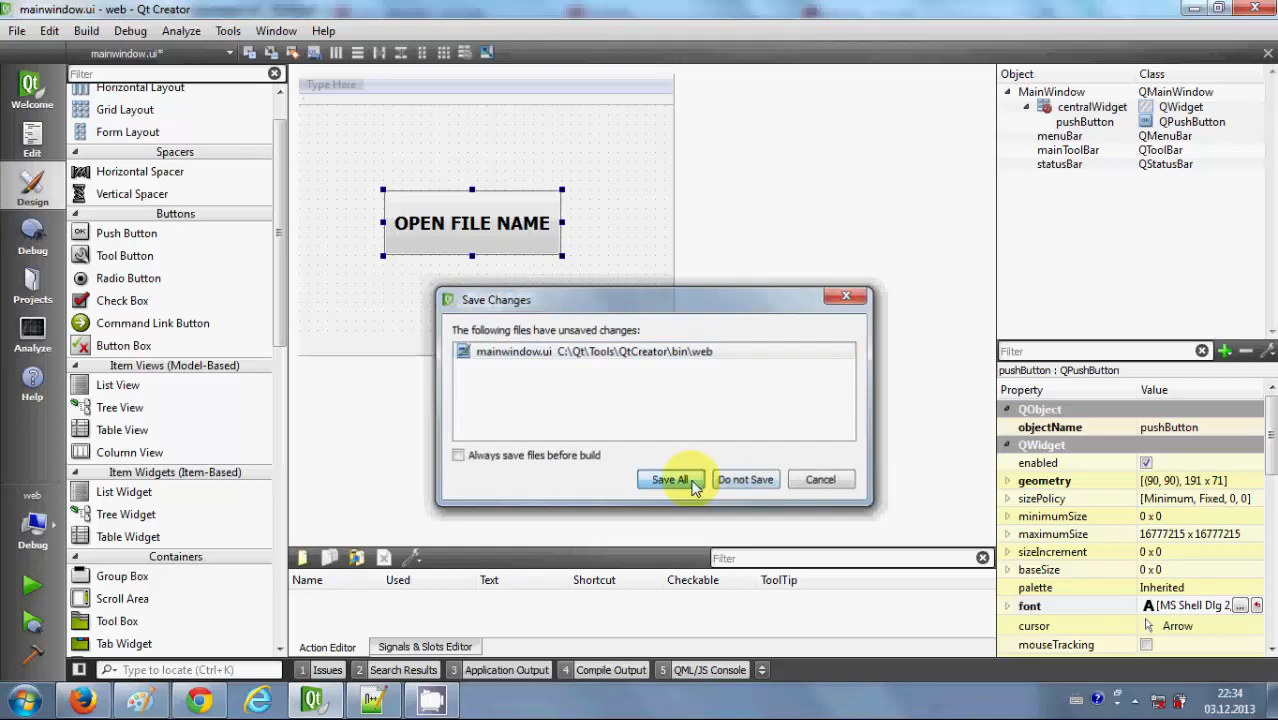 mainwindow.ui - web - Qt Creator
File Edit Build Debug Analyze Tools Window Help
mainwindow.ui*
Welcome
Edit
Design
Debug
Projects
Analyze
Help
web
Debug
Filter
Horizontal Layout
Grid Layout
Form Layout
Spacers
Horizontal Spacer
Vertical Spacer
Buttons
OK Push Button
Tool Button
Radio Button
Check Box
Command Link Button
Button Box
Item Views (Model-Based)
List View
Tree View
Table View
Column View
Item Widgets (Item-Based)
List Widget
Tree Widget
Table Widget
Containers
Group Box
Scroll Area
Tool Box
Tab Widget
Type Here
OPEN FILE NAME
Save Changes
The following files have unsaved changes:
mainwindow.ui C:\Qt\Tools\QtCreator\bin\web
Always save files before build
Save All Do not Save Cancel
Filter
Name Used Text Shortcut Checkable ToolTip
Action Editor Signals & Slots Editor
Object Class
MainWindow QMainWindow
centralWidget QWidget
pushButton OK QPushButton
menuBar QMenuBar
mainToolBar QToolBar
statusBar QStatusBar
Filter
pushButton : QPushButton
Property Value
QObject
objectName pushButton
QWidget
enabled
geometry [(90, 90), 191 x 71]
sizePolicy [Minimum, Fixed, 0, 0]
minimumSize 0 x 0
maximumSize 16777215 x 16777215
sizeIncrement 0 x 0
baseSize 0 x 0
palette Inherited
font A [MS Shell Dlg 2, ...
cursor Arrow
mouseTracking
Type to locate (Ctrl+K) 1 Issues 2 Search Results 3 Application Output 4 Compile Output 5 QML/JS Console
22:34
03.12.2013